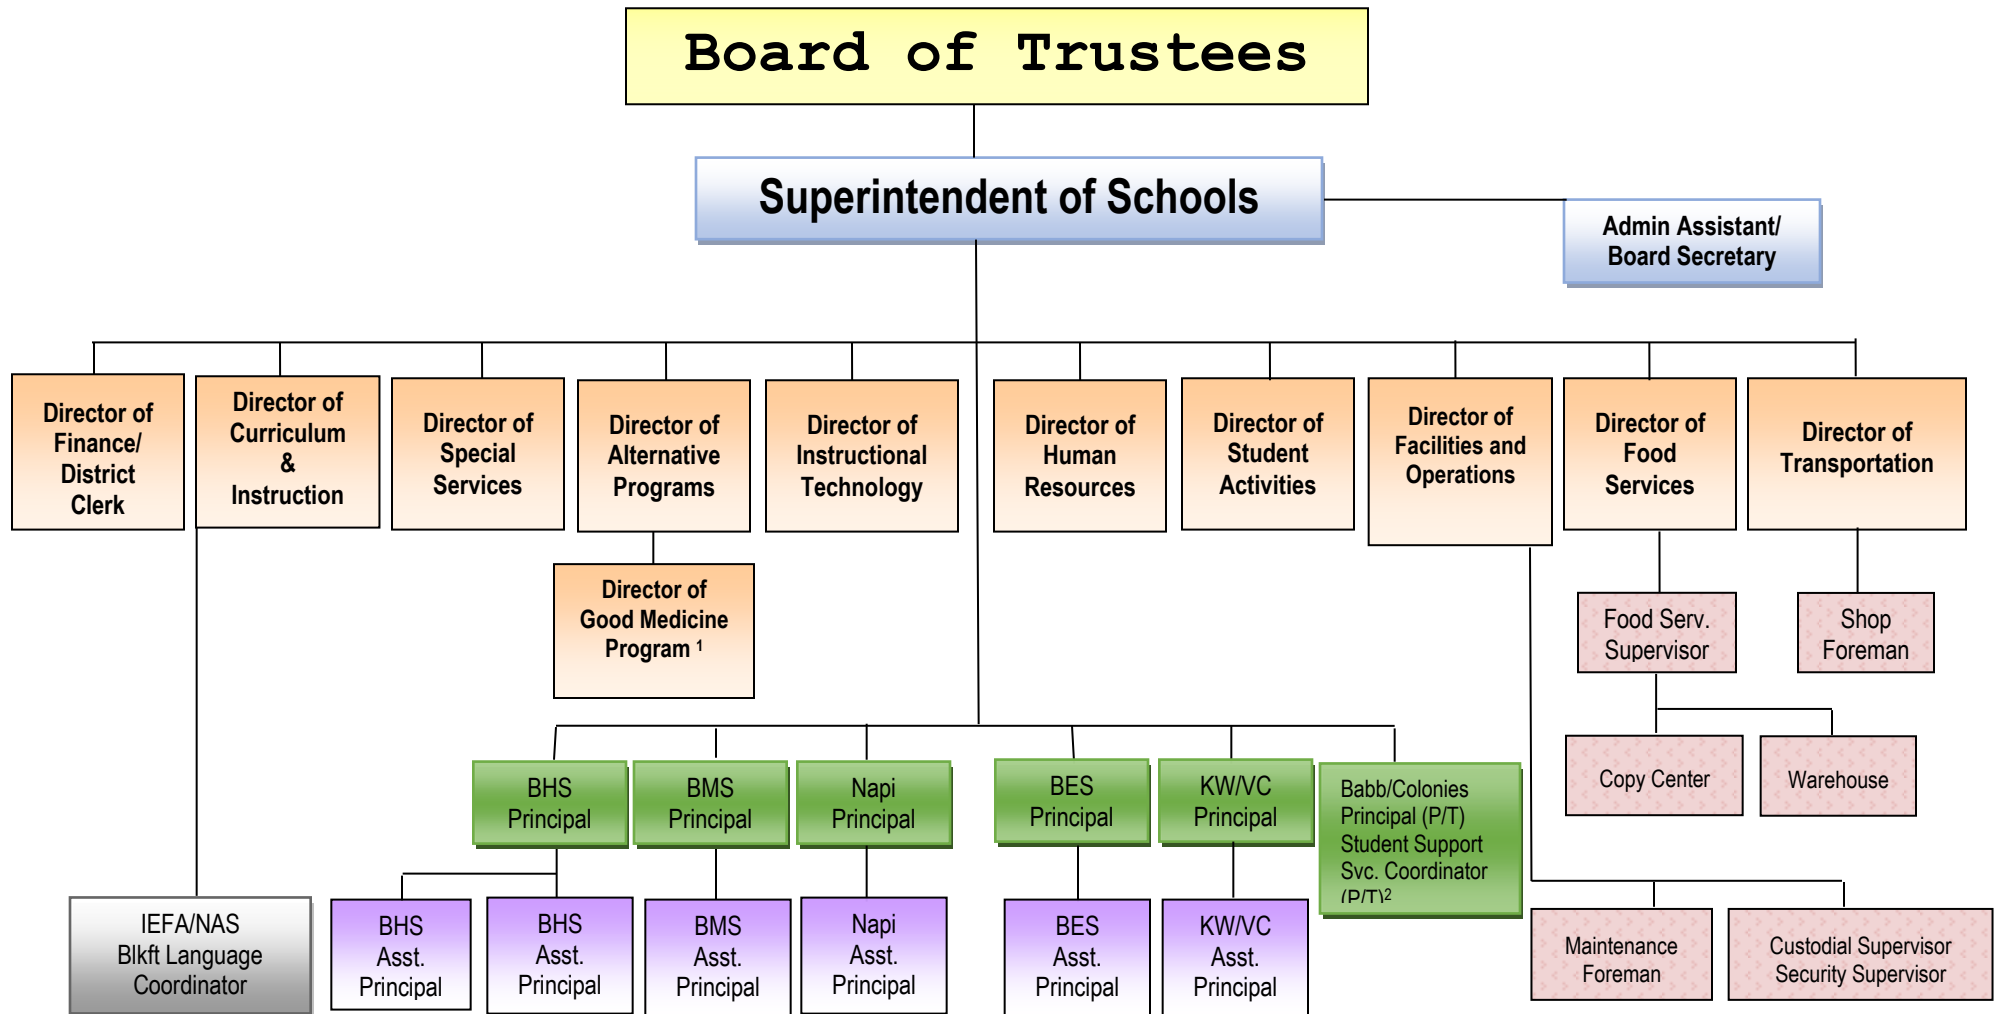 Board of Trustees
Superintendent of Schools
Admin Assistant/
Board Secretary
Director of
Finance/
District
Clerk
Director of
Curriculum
&
Instruction
Director of
Special
Services
Director of
Alternative
Programs
Director of
Instructional
Technology
Director of
Human
Resources
Director of
Student
Activities
Director of
Facilities and
Operations
Director of
Food
Services
Director of
Transportation
Director of
Good Medicine
Program ¹
Food Serv.
Supervisor
Shop
Foreman
Copy Center
Warehouse
BHS
Principal
BMS
Principal
Napi
Principal
BES
Principal
KW/VC
Principal
Babb/Colonies
Principal (P/T)
Student Support
Svc. Coordinator
(P/T)²
IEFA/NAS
Blkft Language
Coordinator
BHS
Asst.
Principal
BHS
Asst.
Principal
BMS
Asst.
Principal
Napi
Asst.
Principal
BES
Asst.
Principal
KW/VC
Asst.
Principal
Maintenance
Foreman
Custodial Supervisor
Security Supervisor